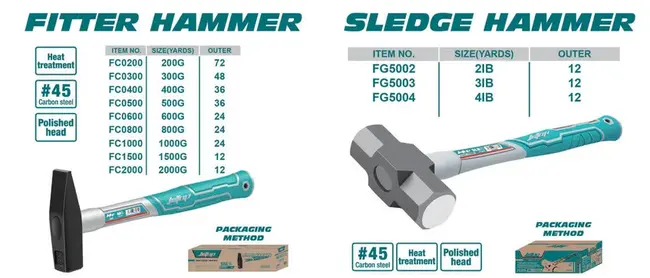 FITTER HAMMER
Heat
treatment
#45
Carbon steel
Polished
head
ITEM NO. SIZE(YARDS) OUTER
FC0200 200G 72
FC0300 300G 48
FC0400 400G 36
FC0500 500G 36
FC0600 600G 24
FC0800 800G 24
FC1000 1000G 24
FC1500 1500G 12
FC2000 2000G 12
PACKAGING
METHOD
SLEDGE HAMMER
ITEM NO. SIZE(YARDS) OUTER
FG5002 2IB 12
FG5003 3IB 12
FG5004 4IB 12
#45
Carbon steel
Heat
treatment
Polished
head
PACKAGING
METHOD